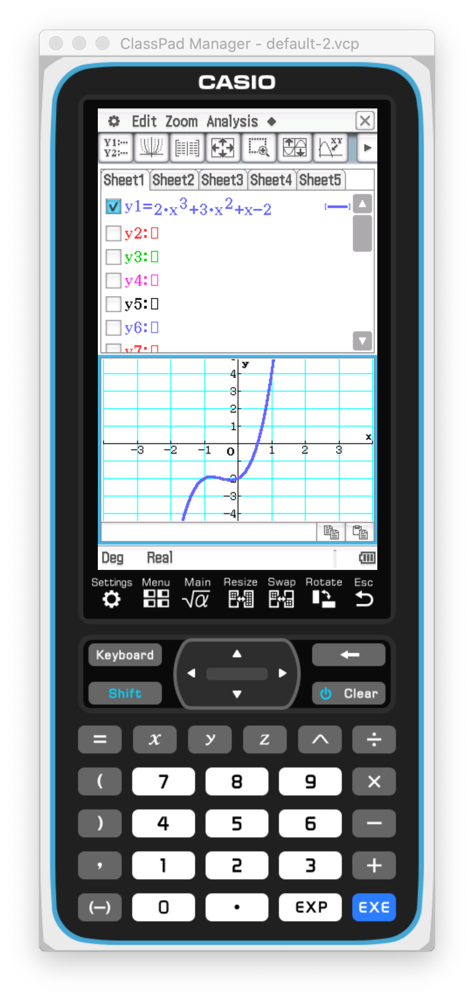 ClassPad Manager - default-2.vcp
CASIO
Edit Zoom Analysis
Y1:···
Y2:···
XY
Sheet1 Sheet2 Sheet3 Sheet4 Sheet5
y1=2·x^3+3·x^2+x-2
y2:
y3:
y4:
y5:
y6:
y7:
y
4
3
2
1
x
-3 -2 -1 0 1 2 3
-2
-3
-4
Deg Real
Settings Menu Main Resize Swap Rotate Esc
√α
Keyboard
Shift Clear
= x y z ^ ÷
( 7 8 9 ×
) 4 5 6 −
, 1 2 3 +
(−) 0 · EXP EXE